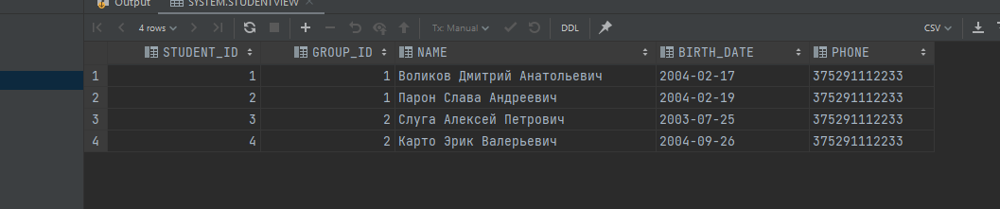 Output SYSTEM.STUDENTVIEW
4 rows Tx: Manual DDL CSV
STUDENT_ID GROUP_ID NAME BIRTH_DATE PHONE
1 1 1 Воликов Дмитрий Анатольевич 2004-02-17 375291112233
2 2 1 Парон Слава Андреевич 2004-02-19 375291112233
3 3 2 Слуга Алексей Петрович 2003-07-25 375291112233
4 4 2 Карто Эрик Валерьевич 2004-09-26 375291112233